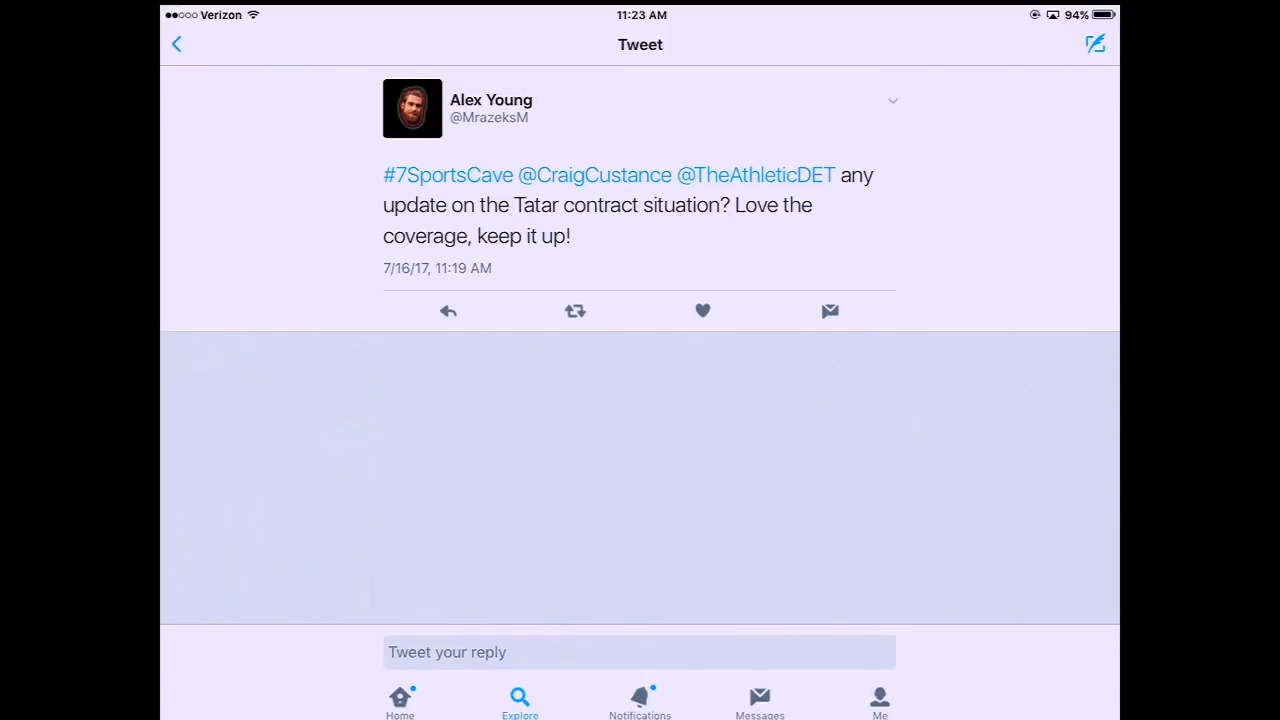 Verizon 11:23 AM 94%
Tweet
Alex Young
@MrazeksM
#7SportsCave @CraigCustance @TheAthleticDET any
update on the Tatar contract situation? Love the
coverage, keep it up!
7/16/17, 11:19 AM
Tweet your reply
Home Explore Notifications Messages Me